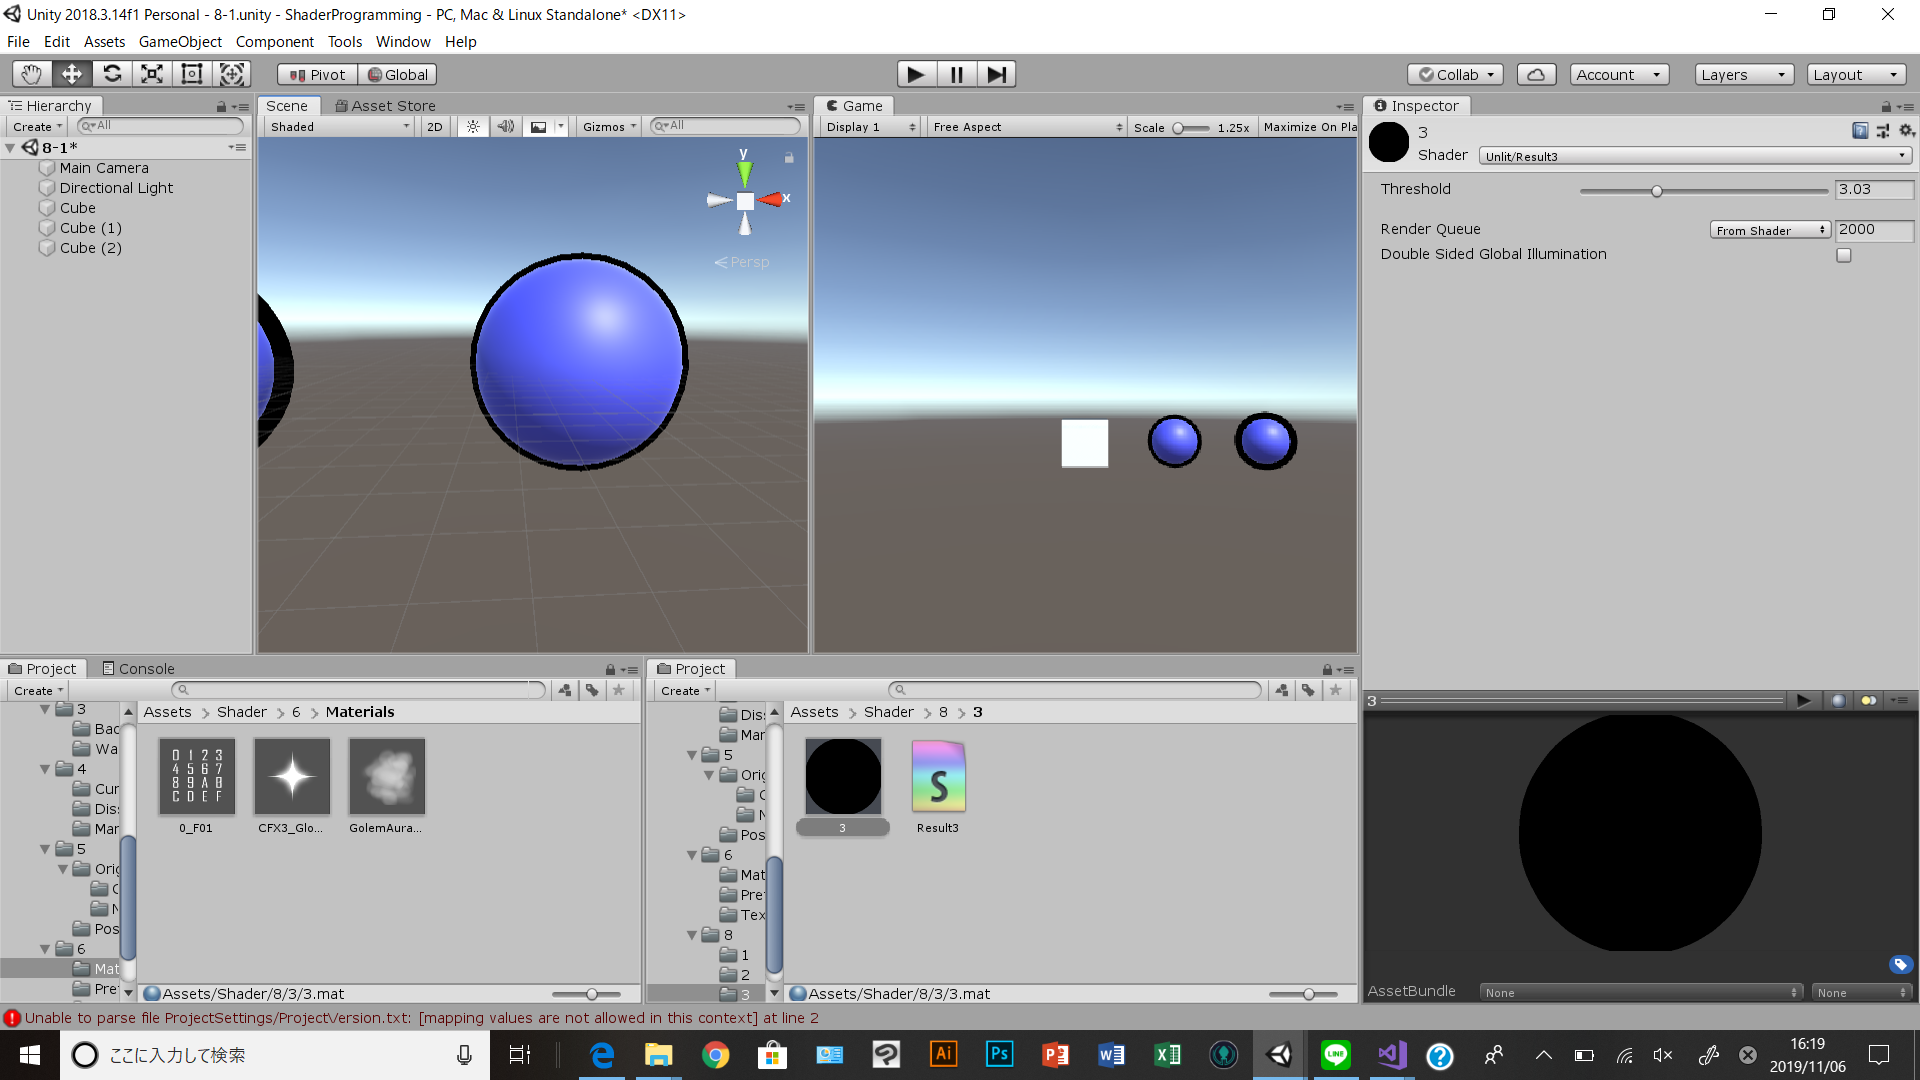 Unity 2018.3.14f1 Personal - 8-1.unity - ShaderProgramming - PC, Mac & Linux Standalone* <DX11>
File Edit Assets GameObject Component Tools Window Help
Pivot Global Collab Account Layers Layout
Hierarchy
Create All
8-1*
Main Camera
Directional Light
Cube
Cube (1)
Cube (2)
Scene Asset Store
Shaded 2D Gizmos All
y
x
Persp
Game
Display 1 Free Aspect Scale 1.25x Maximize On Pla
Inspector
3
Shader Unlit/Result3
Threshold 3.03
Render Queue From Shader 2000
Double Sided Global Illumination
Project Console
Create
3
Bac
Wa
4
Cur
Dis
Mar
5
Orig
Pos
6
Mat
Pre
Assets > Shader > 6 > Materials
0 1 2 3
4 5 6 7
8 9 A B
C D E F
0_F01
CFX3_Glo...
GolemAura...
Assets/Shader/8/3/3.mat
Project
Create
Dis
Mar
5
Orig
Pos
6
Mat
Pre
Tex
8
1
2
3
Assets > Shader > 8 > 3
3
S
Result3
Assets/Shader/8/3/3.mat
3
AssetBundle None None
Unable to parse file ProjectSettings/ProjectVersion.txt: [mapping values are not allowed in this context] at line 2
ここに入力して検索
Ai
Ps
LINE
16:19
2019/11/06